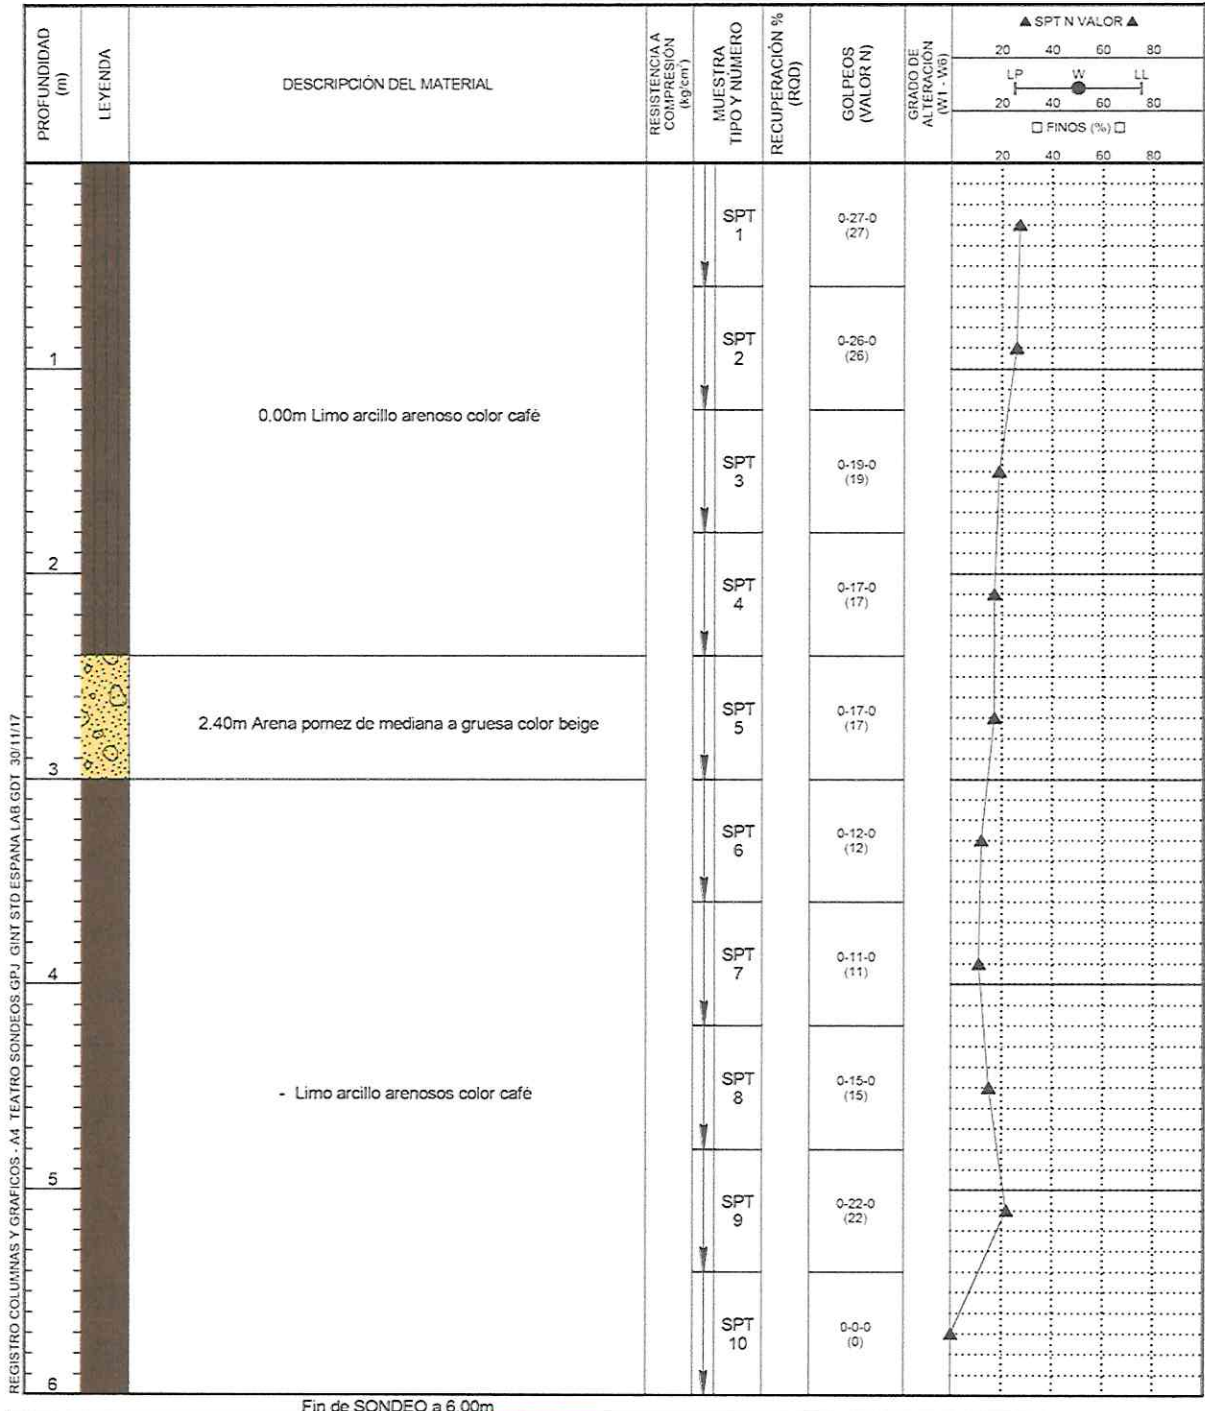 PROFUNDIDAD
(m)
LEYENDA
DESCRIPCIÓN DEL MATERIAL
RESISTENCIA A
COMPRESIÓN
(kg/cm²)
MUESTRA
TIPO Y NÚMERO
RECUPERACIÓN %
(RQD)
GOLPEOS
(VALOR N)
GRADO DE
ALTERACIÓN
(W1 - W6)
▲ SPT N VALOR ▲
20 40 60 80
LP W LL
20 40 60 80
□ FINOS (%) □
20 40 60 80
SPT
1
0-27-0
(27)
1
SPT
2
0-26-0
(26)
0.00m Limo arcillo arenoso color café
SPT
3
0-19-0
(19)
2
SPT
4
0-17-0
(17)
2.40m Arena pomez de mediana a gruesa color beige
SPT
5
0-17-0
(17)
3
SPT
6
0-12-0
(12)
4
SPT
7
0-11-0
(11)
- Limo arcillo arenosos color café
SPT
8
0-15-0
(15)
5
SPT
9
0-22-0
(22)
SPT
10
0-0-0
(0)
6
Fin de SONDEO a 6.00m
REGISTRO COLUMNAS Y GRAFICOS - A4 TEATRO SONDEOS GPJ GINT STD ESPANA LAB.GDT 30/11/17